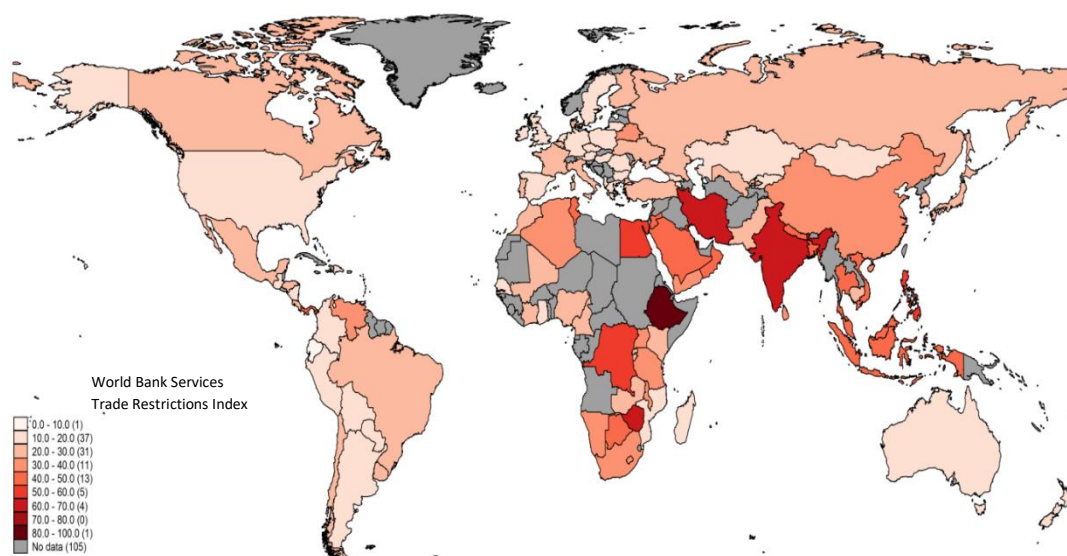 World Bank Services
Trade Restrictions Index
0.0 - 10.0 (1)
10.0 - 20.0 (37)
20.0 - 30.0 (31)
30.0 - 40.0 (11)
40.0 - 50.0 (13)
50.0 - 60.0 (5)
60.0 - 70.0 (4)
70.0 - 80.0 (0)
80.0 - 100.0 (1)
No data (105)